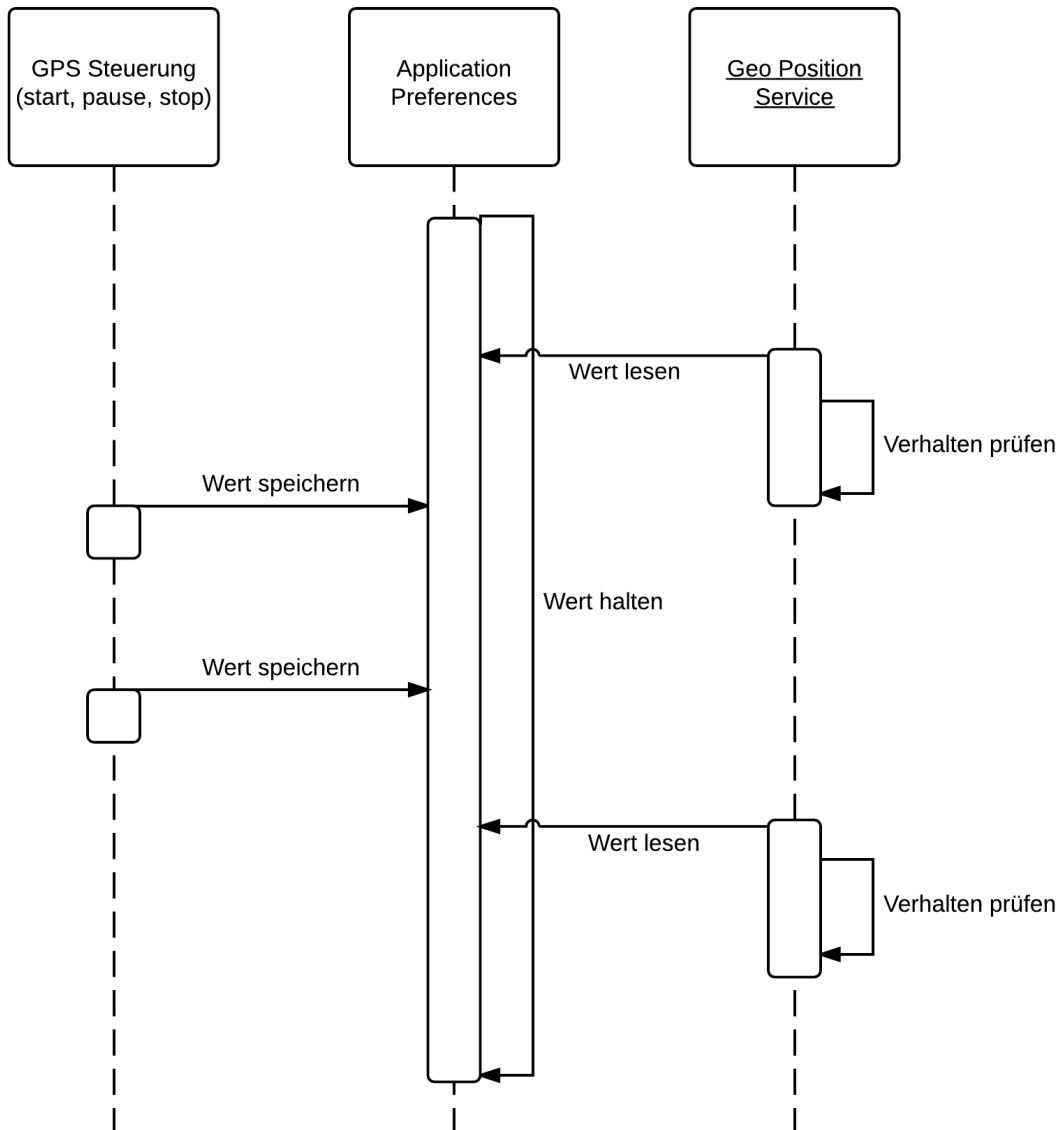 GPS Steuerung
(start, pause, stop)
Application
Preferences
Geo Position
Service
Wert lesen
Verhalten prüfen
Wert speichern
Wert halten
Wert speichern
Wert lesen
Verhalten prüfen